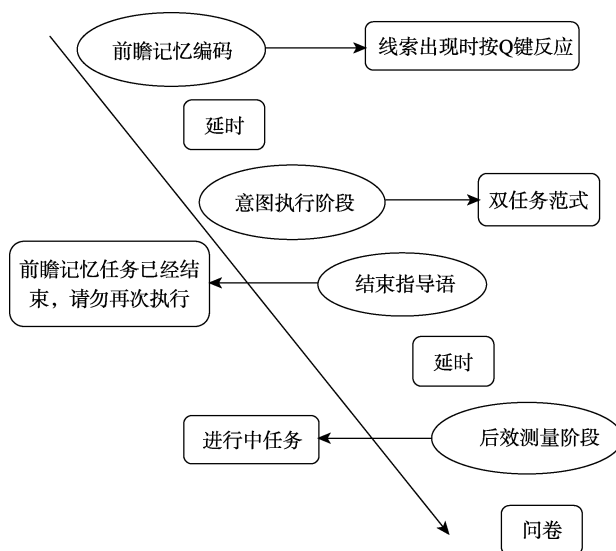 前瞻记忆编码
线索出现时按Q键反应
延时
意图执行阶段
双任务范式
前瞻记忆任务已经结
束，请勿再次执行
结束指导语
延时
进行中任务
后效测量阶段
问卷